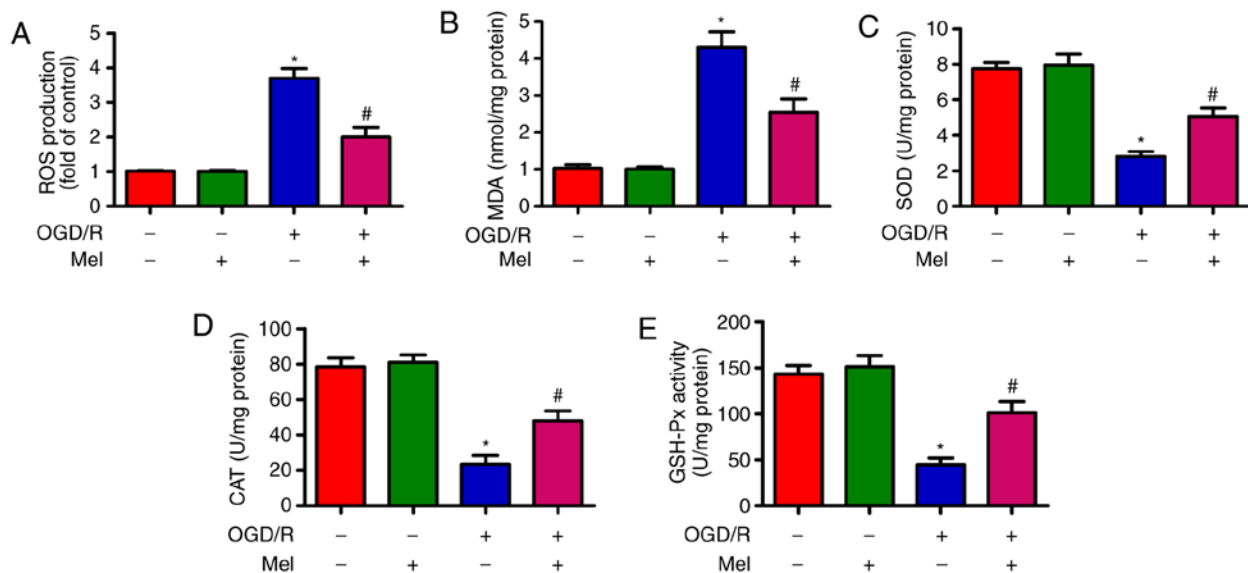 A
ROS production
(fold of control)
5
4
3
2
1
0
*
#
OGD/R – – + +
Mel – + – +
B
MDA (nmol/mg protein)
6
5
4
3
2
1
0
*
#
OGD/R – – + +
Mel – + – +
C
SOD (U/mg protein)
10
8
6
4
2
0
*
#
OGD/R – – + +
Mel – + – +
D
CAT (U/mg protein)
100
80
60
40
20
0
*
#
OGD/R – – + +
Mel – + – +
E
GSH-Px activity
(U/mg protein)
200
150
100
50
0
*
#
OGD/R – – + +
Mel – + – +